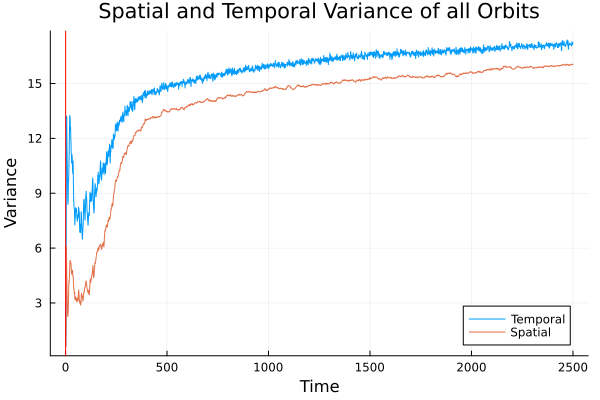 Spatial and Temporal Variance of all Orbits
Variance
15
12
9
6
3
Temporal
Spatial
0 500 1000 1500 2000 2500
Time